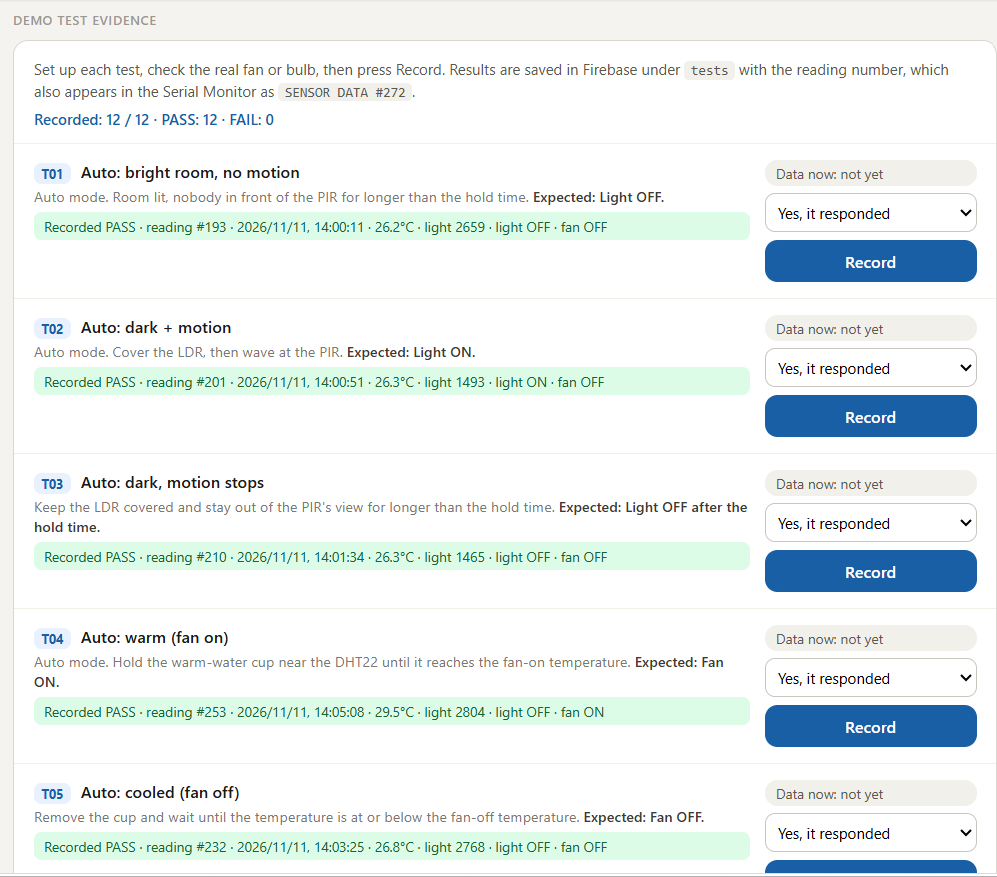 DEMO TEST EVIDENCE
Set up each test, check the real fan or bulb, then press Record. Results are saved in Firebase under tests with the reading number, which
also appears in the Serial Monitor as SENSOR DATA #272 .
Recorded: 12 / 12 · PASS: 12 · FAIL: 0
T01 Auto: bright room, no motion
Auto mode. Room lit, nobody in front of the PIR for longer than the hold time. Expected: Light OFF.
Recorded PASS · reading #193 · 2026/11/11, 14:00:11 · 26.2°C · light 2659 · light OFF · fan OFF
Data now: not yet
Yes, it responded
Record
T02 Auto: dark + motion
Auto mode. Cover the LDR, then wave at the PIR. Expected: Light ON.
Recorded PASS · reading #201 · 2026/11/11, 14:00:51 · 26.3°C · light 1493 · light ON · fan OFF
Data now: not yet
Yes, it responded
Record
T03 Auto: dark, motion stops
Keep the LDR covered and stay out of the PIR's view for longer than the hold time. Expected: Light OFF after the
hold time.
Recorded PASS · reading #210 · 2026/11/11, 14:01:34 · 26.3°C · light 1465 · light OFF · fan OFF
Data now: not yet
Yes, it responded
Record
T04 Auto: warm (fan on)
Auto mode. Hold the warm-water cup near the DHT22 until it reaches the fan-on temperature. Expected: Fan
ON.
Recorded PASS · reading #253 · 2026/11/11, 14:05:08 · 29.5°C · light 2804 · light OFF · fan ON
Data now: not yet
Yes, it responded
Record
T05 Auto: cooled (fan off)
Remove the cup and wait until the temperature is at or below the fan-off temperature. Expected: Fan OFF.
Recorded PASS · reading #232 · 2026/11/11, 14:03:25 · 26.8°C · light 2768 · light OFF · fan OFF
Data now: not yet
Yes, it responded